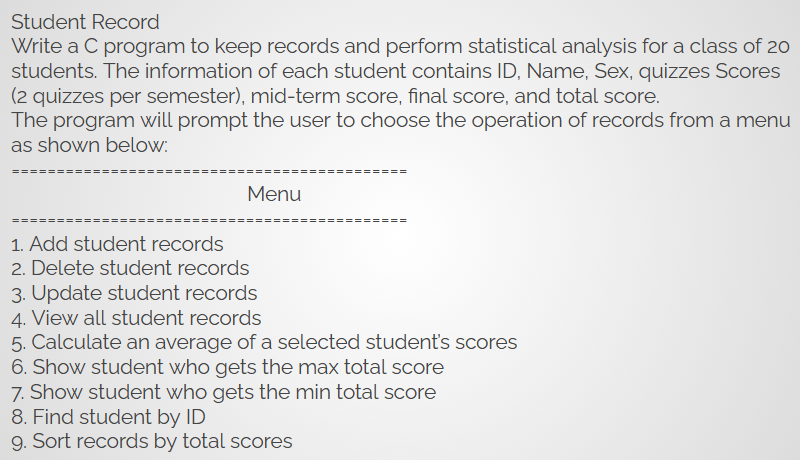 Student Record
Write a C program to keep records and perform statistical analysis for a class of 20
students. The information of each student contains ID, Name, Sex, quizzes Scores
(2 quizzes per semester), mid-term score, final score, and total score.
The program will prompt the user to choose the operation of records from a menu
as shown below:
============================================
Menu
============================================
1. Add student records
2. Delete student records
3. Update student records
4. View all student records
5. Calculate an average of a selected student’s scores
6. Show student who gets the max total score
7. Show student who gets the min total score
8. Find student by ID
9. Sort records by total scores